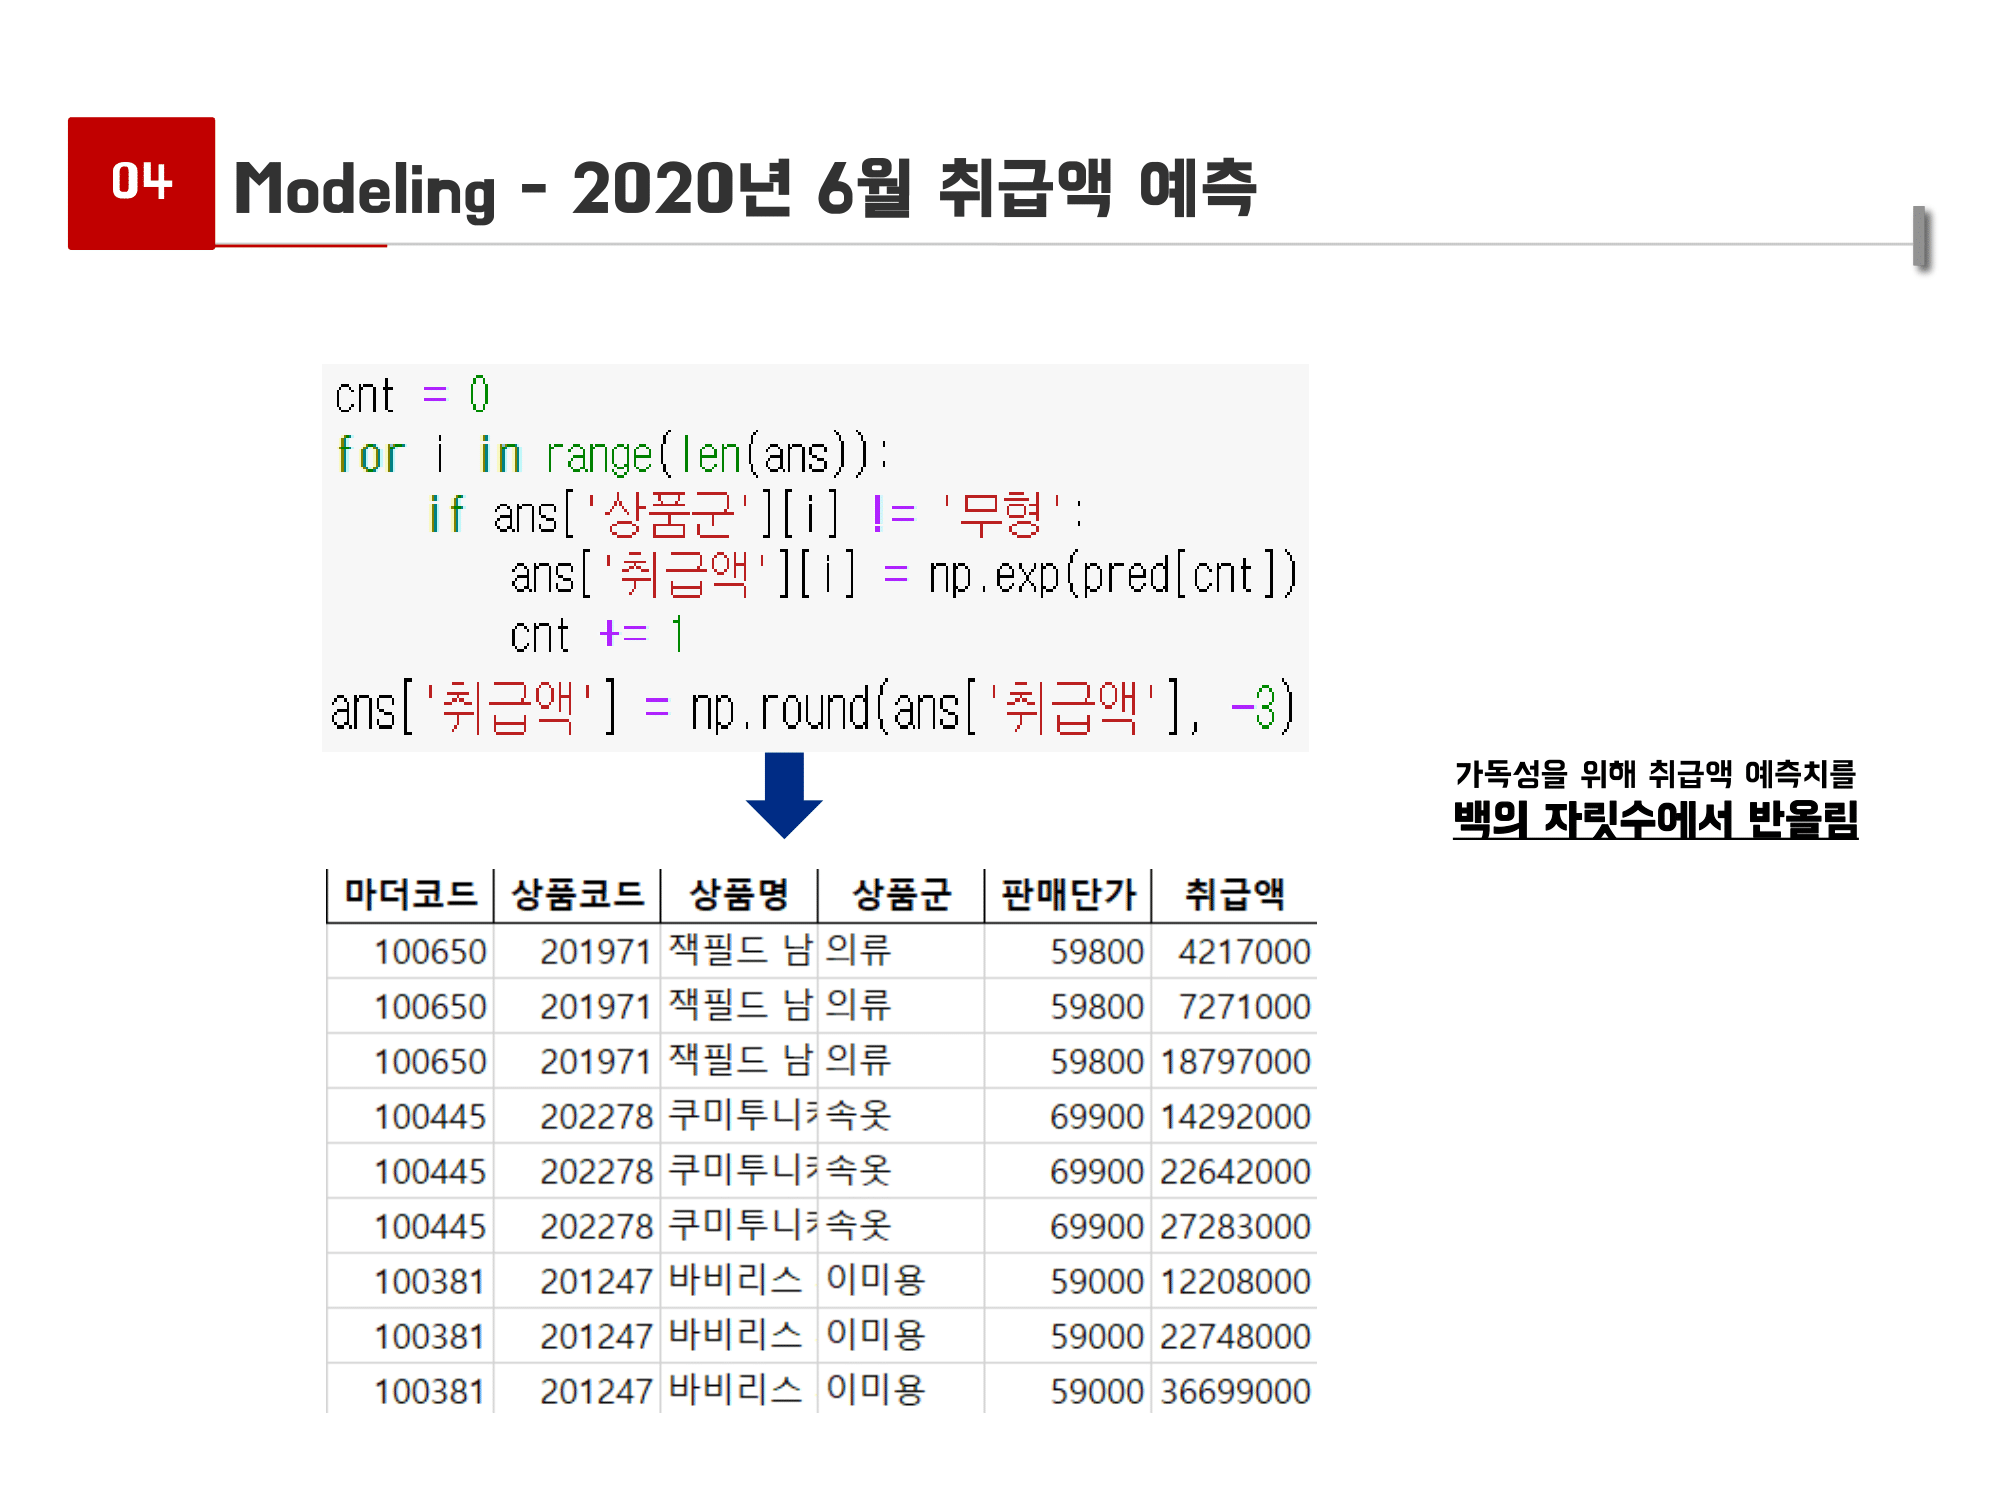 04
Modeling - 2020년 6월 취급액 예측
cnt = 0
for i in range(len(ans)):
if ans['상품군'][i] != '무형':
ans['취급액'][i] = np.exp(pred[cnt])
cnt += 1
ans['취급액'] = np.round(ans['취급액'], -3)
가독성을 위해 취급액 예측치를
백의 자릿수에서 반올림
마더코드 상품코드 상품명 상품군 판매단가 취급액
100650 201971 잭필드 남 의류 59800 4217000
100650 201971 잭필드 남 의류 59800 7271000
100650 201971 잭필드 남 의류 59800 18797000
100445 202278 쿠미투니 속옷 69900 14292000
100445 202278 쿠미투니 속옷 69900 22642000
100445 202278 쿠미투니 속옷 69900 27283000
100381 201247 바비리스 이미용 59000 12208000
100381 201247 바비리스 이미용 59000 22748000
100381 201247 바비리스 이미용 59000 36699000